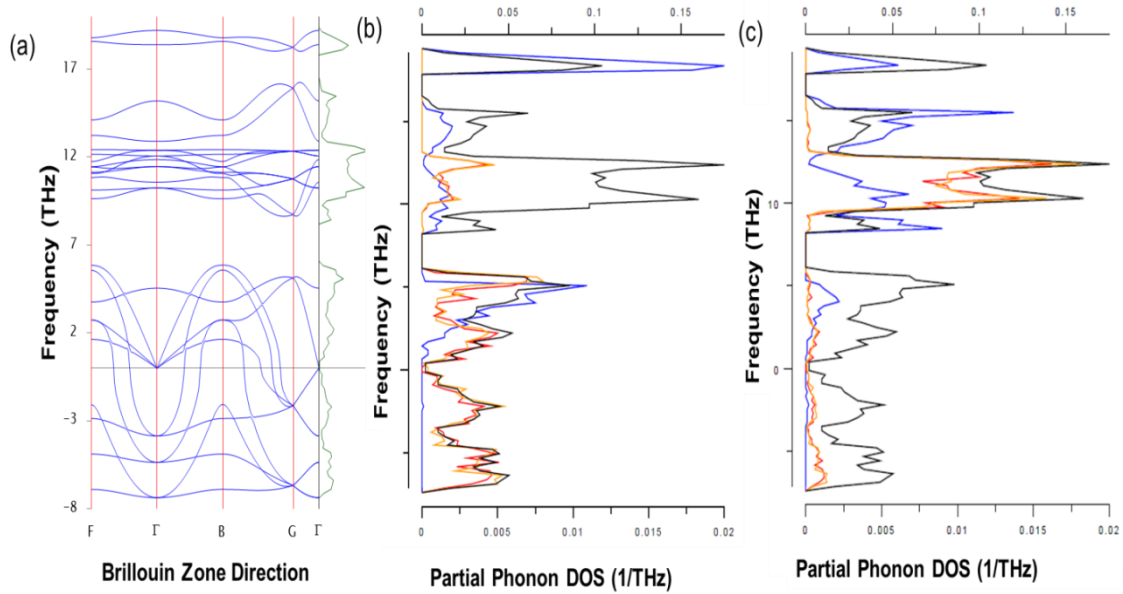 (a)
Frequency (THz)
17
12
7
2
−3
−8
F Γ B G Γ
Brillouin Zone Direction
(b)
0 0.05 0.1 0.15
Frequency (THz)
0 0.005 0.01 0.015 0.02
Partial Phonon DOS (1/THz)
(c)
0 0.05 0.1 0.15
Frequency (THz)
10
0
0 0.005 0.01 0.015 0.02
Partial Phonon DOS (1/THz)